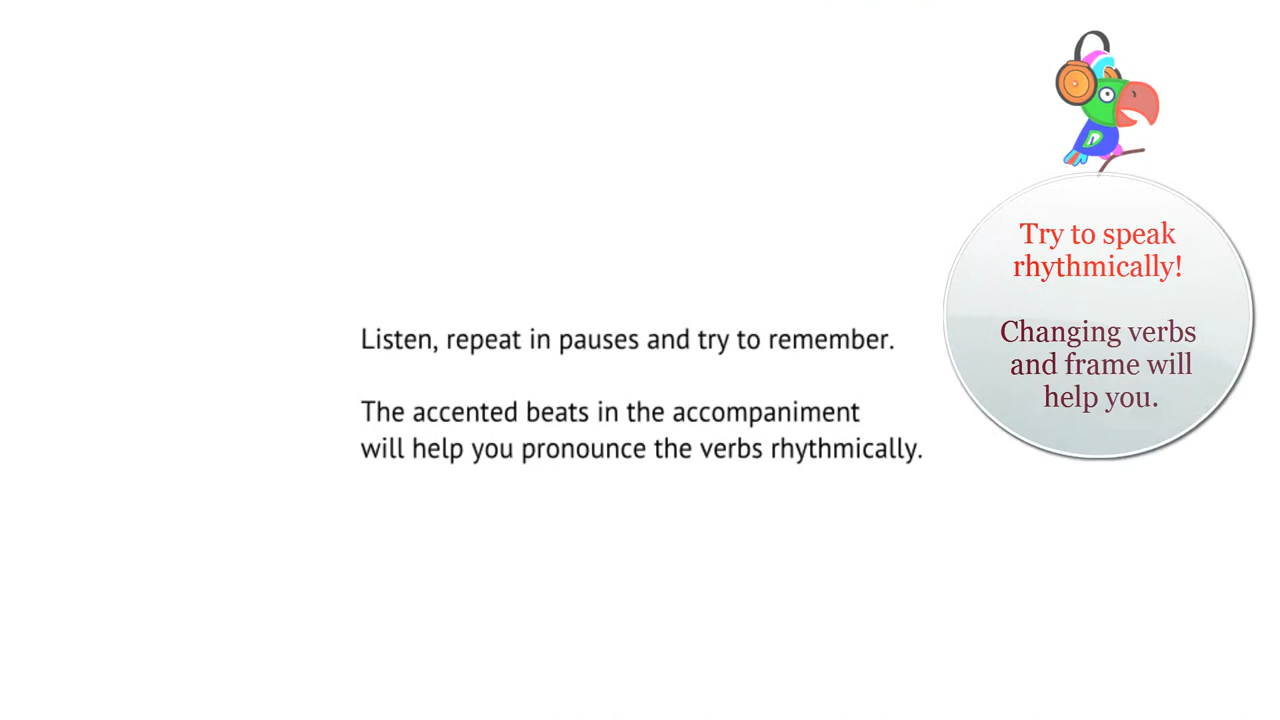 Listen, repeat in pauses and try to remember.
The accented beats in the accompaniment
will help you pronounce the verbs rhythmically.
Try to speak
rhythmically!
Changing verbs
and frame will
help you.